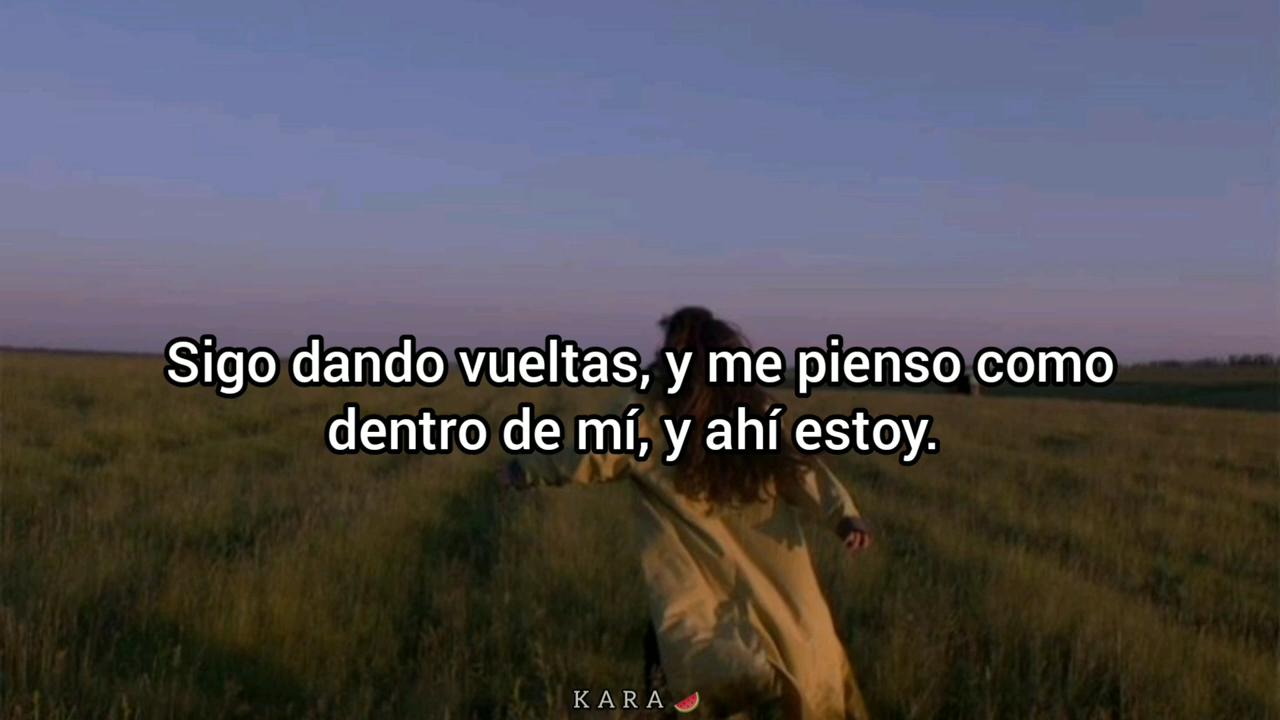 Sigo dando vueltas, y me pienso como
dentro de mí, y ahí estoy.
KARA🍉